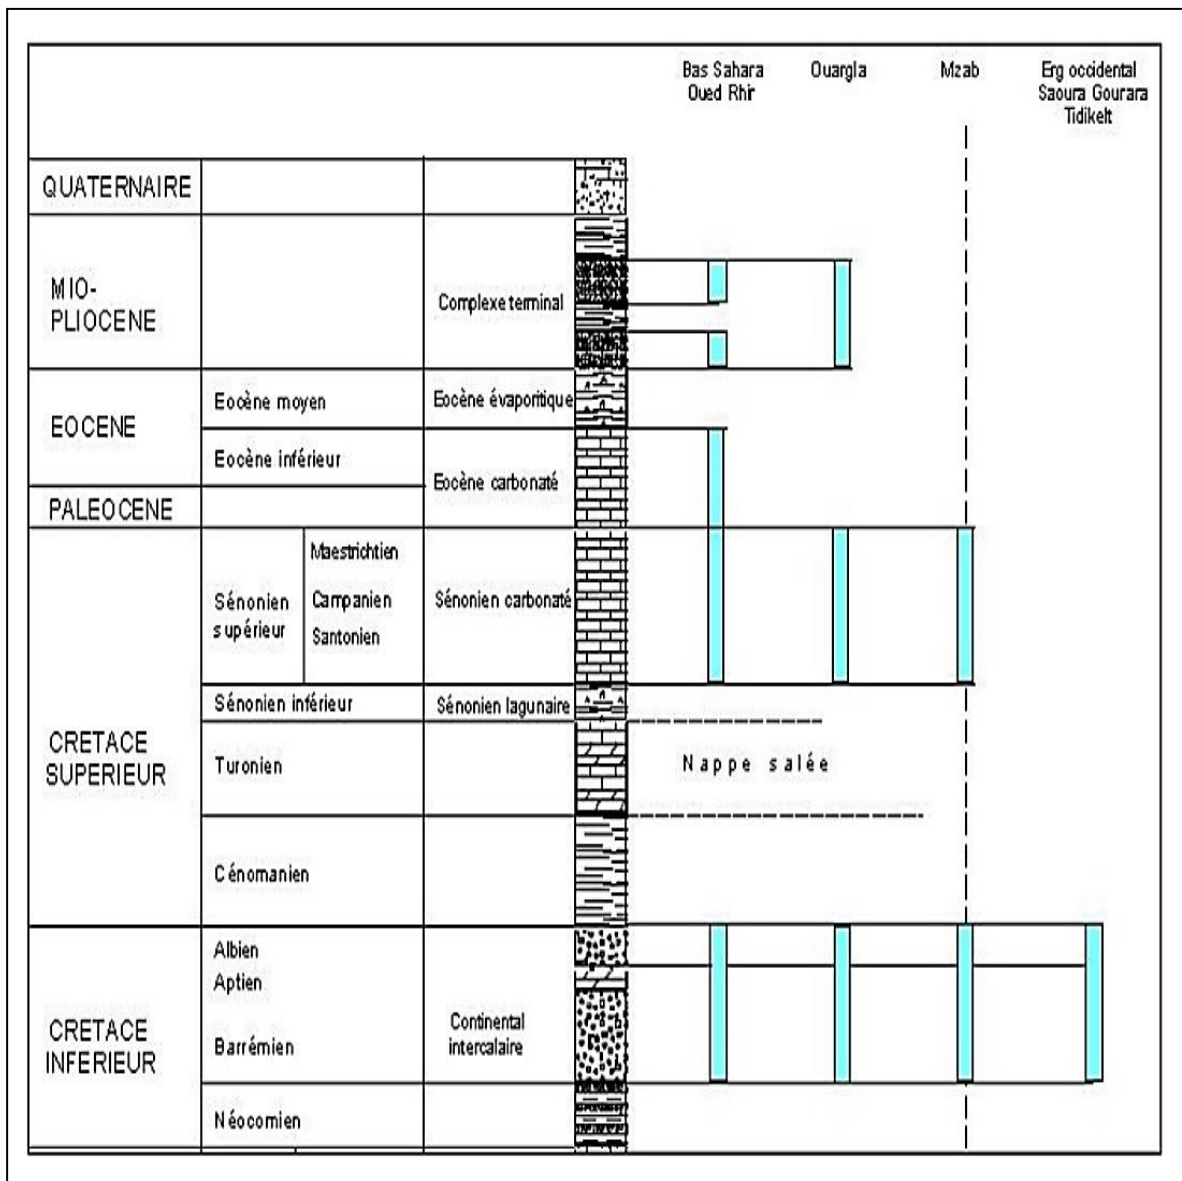 Bas Sahara
Oued Rhir
Ouargla
Mzab
Erg occidental
Saoura Gourara
Tidikelt
QUATERNAIRE
MIO-
PLIOCENE
Complexe terminal
EOCENE
Eocène moyen
Eocène évaporitique
Eocène inférieur
Eocène carbonaté
PALEOCENE
CRETACE
SUPERIEUR
Sénonien
supérieur
Maestrichtien
Campanien
Santonien
Sénonien carbonaté
Sénonien inférieur
Sénonien lagunaire
Turonien
Nappe salée
Cénomanien
CRETACE
INFERIEUR
Albien
Aptien
Barrémien
Continental
intercalaire
Néocomien